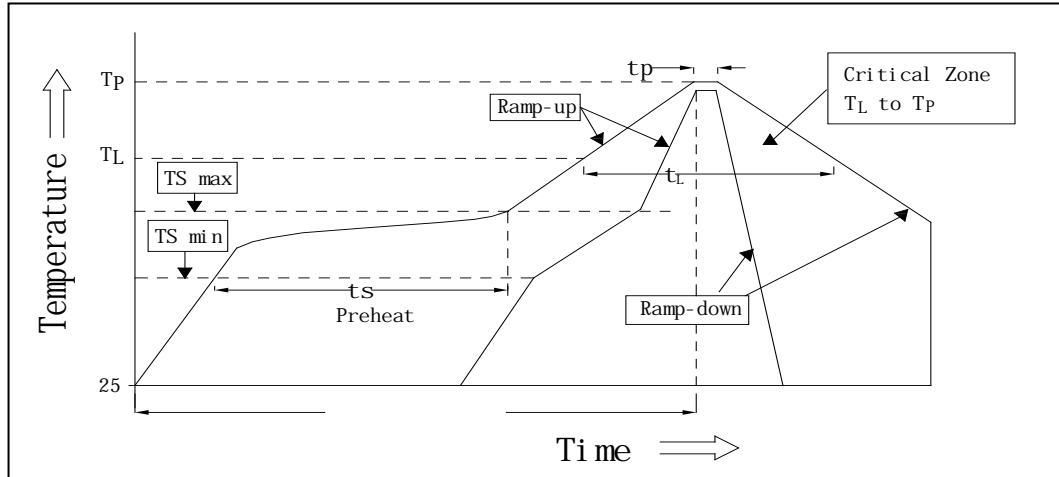 tp
Critical Zone
TL to TP
TP
Ramp-up
TL
tL
TS max
TS min
ts
Preheat
Ramp-down
25
Temperature
Time